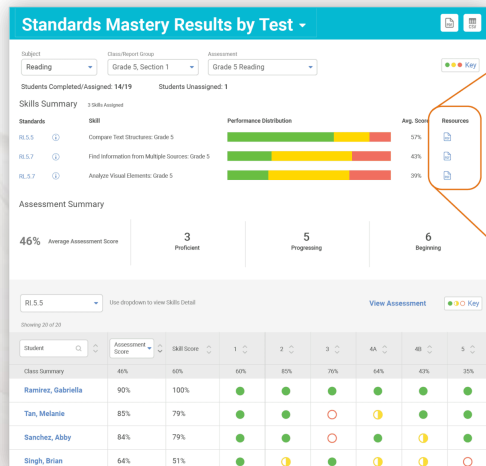 Standards Mastery Results by Test
Subject Class/Report Group Assessment
Reading Grade 5, Section 1 Grade 5 Reading Key
Students Completed/Assigned: 14/19 Students Unassigned: 1
Skills Summary 3 Skills Assigned
Standards Skill Performance Distribution Avg. Score Resources
RI.5.5 Compare Text Structures: Grade 5 57%
RI.5.7 Find Information from Multiple Sources: Grade 5 43%
RL.5.7 Analyze Visual Elements: Grade 5 39%
Assessment Summary
46% Average Assessment Score 3 5 6
Proficient Progressing Beginning
RI.5.5 Use dropdown to view Skills Detail View Assessment Key
Showing 20 of 20
Student Assessment Score Skill Score 1 2 3 4A 4B 5
Class Summary 46% 60% 60% 85% 76% 64% 43% 35%
Ramirez, Gabriella 90% 100%
Tan, Melanie 85% 79%
Sanchez, Abby 84% 79%
Singh, Brian 64% 51%